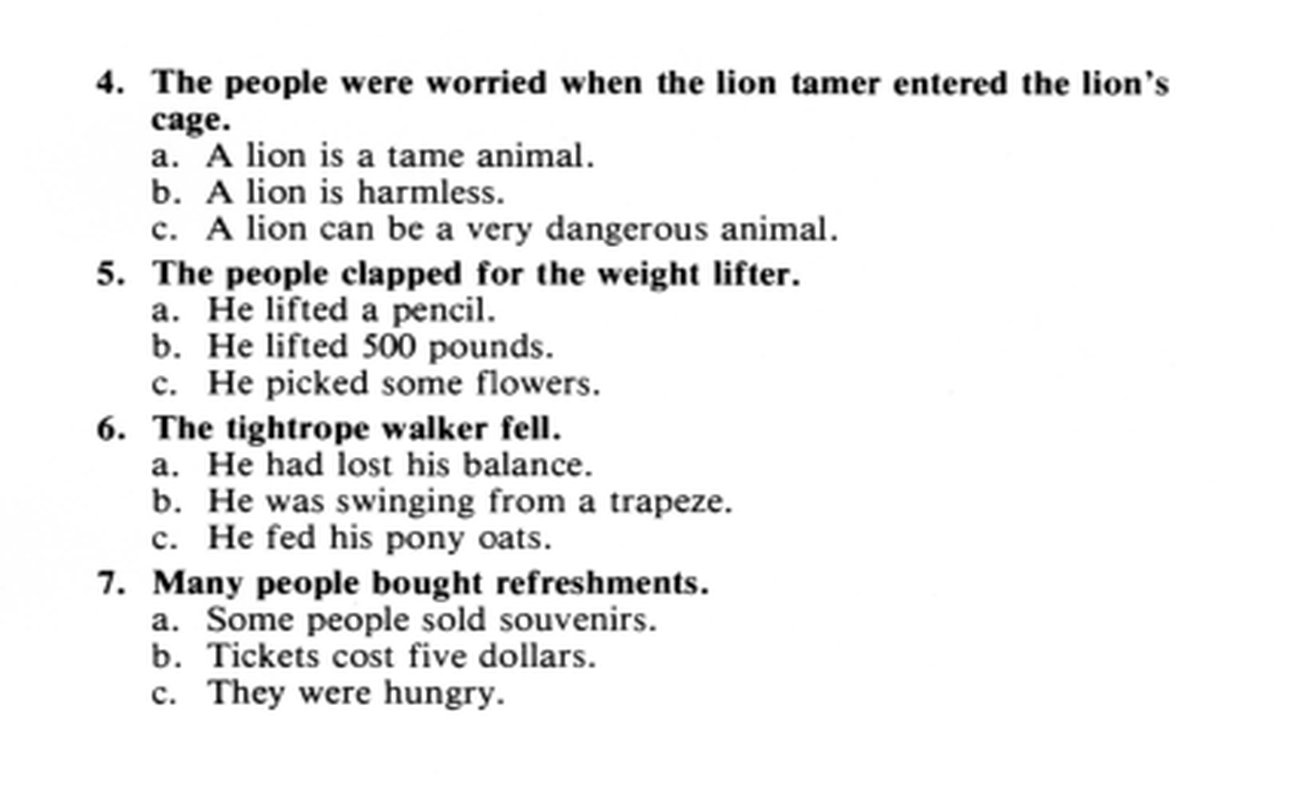 4. The people were worried when the lion tamer entered the lion's
cage.
a. A lion is a tame animal.
b. A lion is harmless.
c. A lion can be a very dangerous animal.
5. The people clapped for the weight lifter.
a. He lifted a pencil.
b. He lifted 500 pounds.
c. He picked some flowers.
6. The tightrope walker fell.
a. He had lost his balance.
b. He was swinging from a trapeze.
c. He fed his pony oats.
7. Many people bought refreshments.
a. Some people sold souvenirs.
b. Tickets cost five dollars.
c. They were hungry.